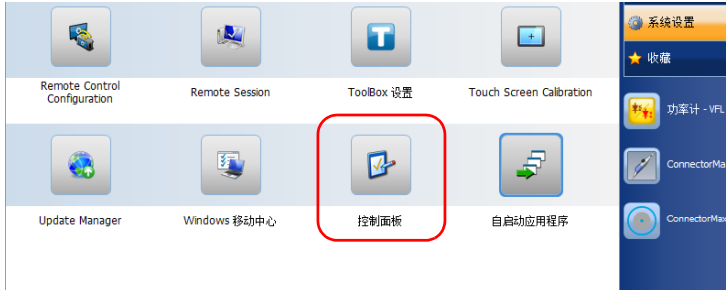 Remote Control
Configuration
Remote Session
ToolBox 设置
Touch Screen Calibration
Update Manager
Windows 移动中心
控制面板
自启动应用程序
系统设置
收藏
功率计 - VFL
ConnectorMa
ConnectorMax